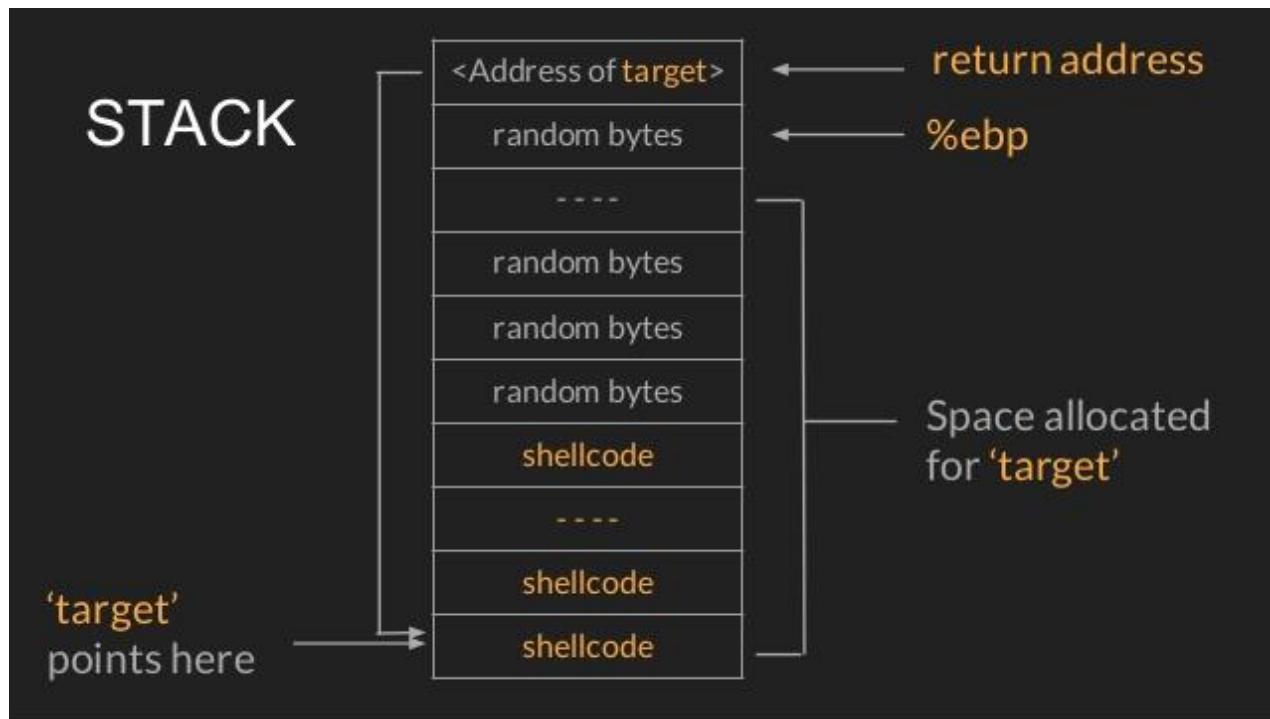 STACK
<Address of target>
random bytes
- - - -
random bytes
random bytes
random bytes
shellcode
- - - -
shellcode
shellcode
return address
%ebp
Space allocated
for ‘target’
‘target’
points here